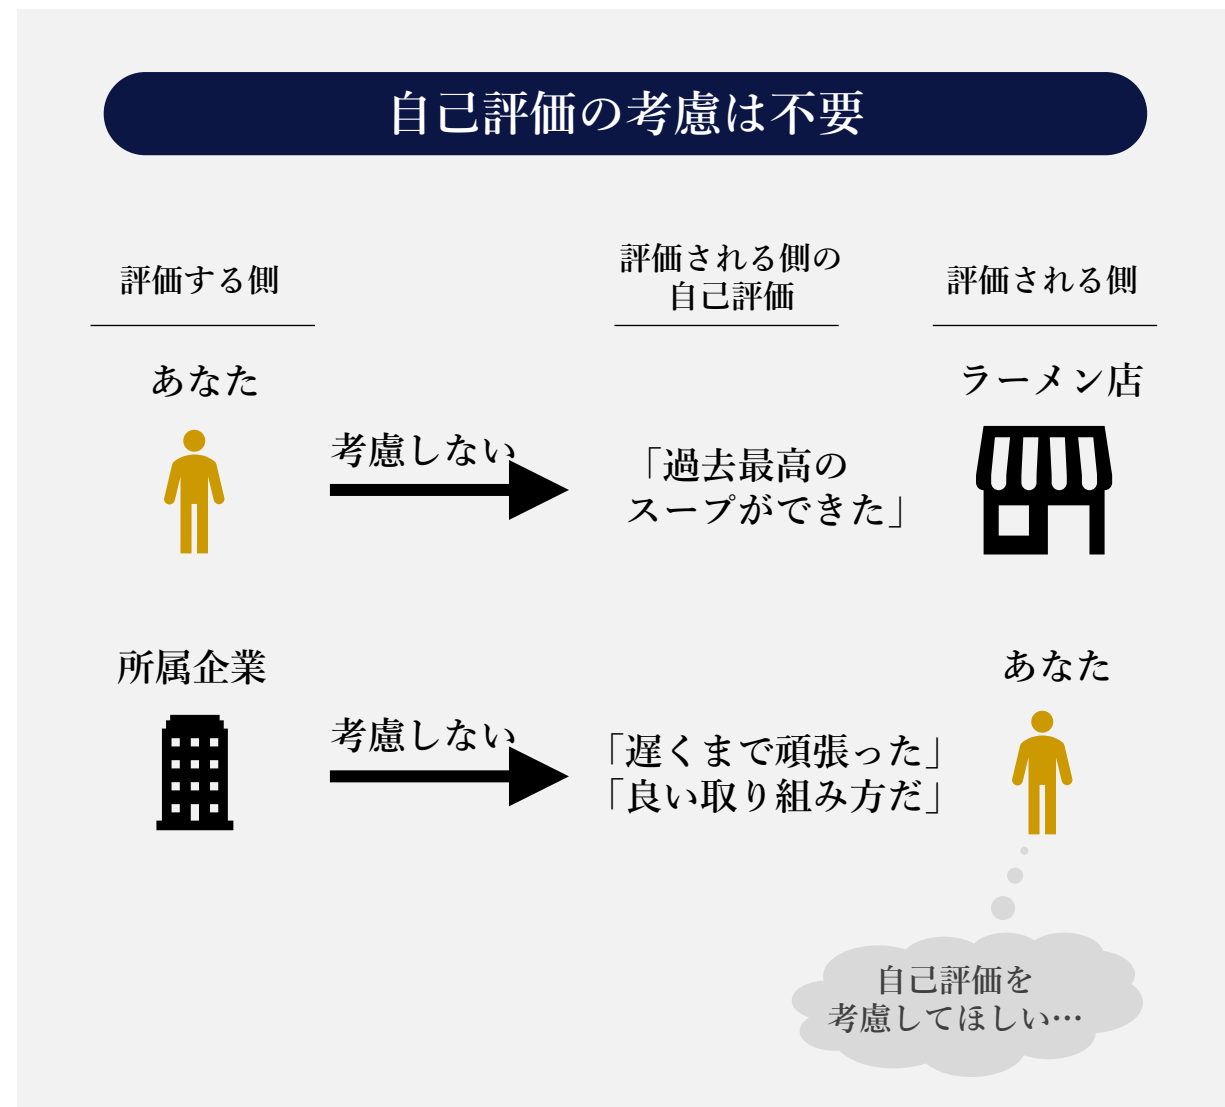 自己評価の考慮は不要
評価する側
評価される側の
自己評価
評価される側
あなた
ラーメン店
考慮しない
「過去最高の
スープができた」
所属企業
あなた
考慮しない
「遅くまで頑張った」
「良い取り組み方だ」
自己評価を
考慮してほしい…